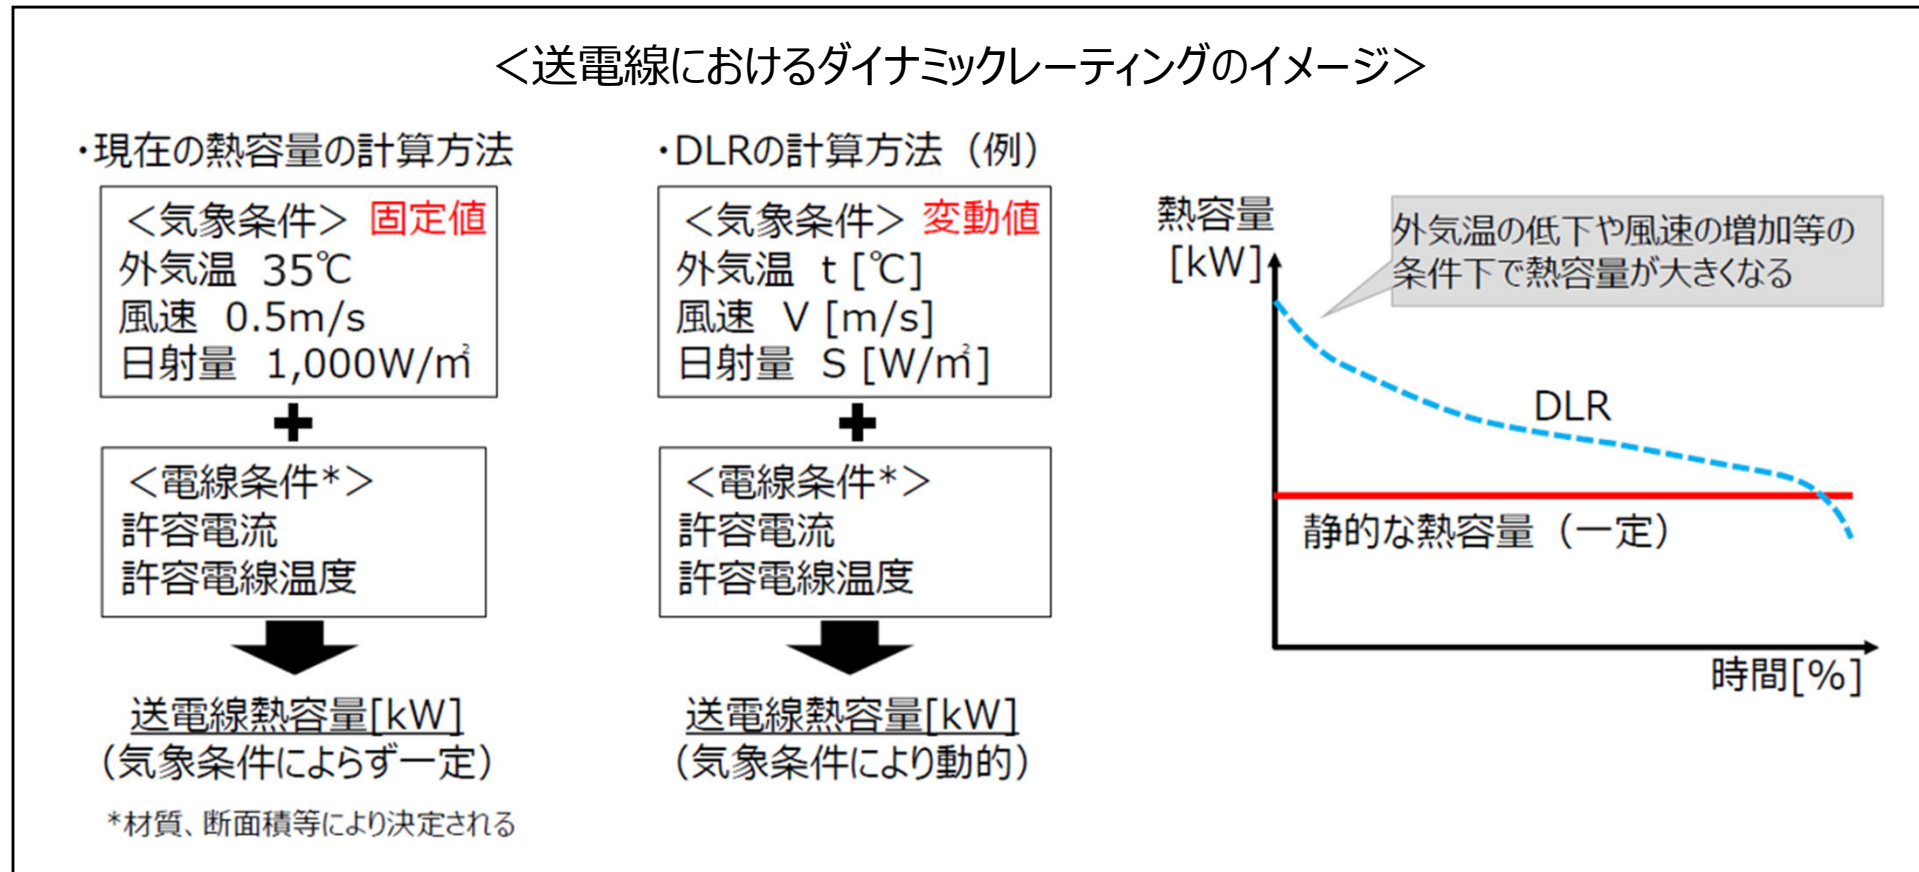 ＜送電線におけるダイナミックレーティングのイメージ＞
・現在の熱容量の計算方法
＜気象条件＞ 固定値
外気温 35℃
風速 0.5m/s
日射量 1,000W/㎡
＋
＜電線条件*＞
許容電流
許容電線温度
送電線熱容量[kW]
（気象条件によらず一定）
*材質、断面積等により決定される
・DLRの計算方法（例）
＜気象条件＞ 変動値
外気温 t [℃]
風速 V [m/s]
日射量 S [W/㎡]
＋
＜電線条件*＞
許容電流
許容電線温度
送電線熱容量[kW]
（気象条件により動的）
熱容量
[kW]
外気温の低下や風速の増加等の
条件下で熱容量が大きくなる
DLR
静的な熱容量（一定）
時間[%]